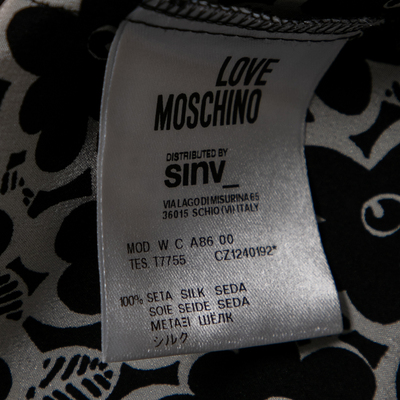 LOVE
MOSCHINO
DISTRIBUTED BY
sinv_
VIA LAGO DI MISURINA 65
36015 SCHIO (VI) ITALY
MOD W C A86 00
TES. T7755 CZ1240192*
100% SETA SILK SEDA
SOIE SEIDE SEDA
ΜΕΤΑΞΙ ШЁЛК
シルク